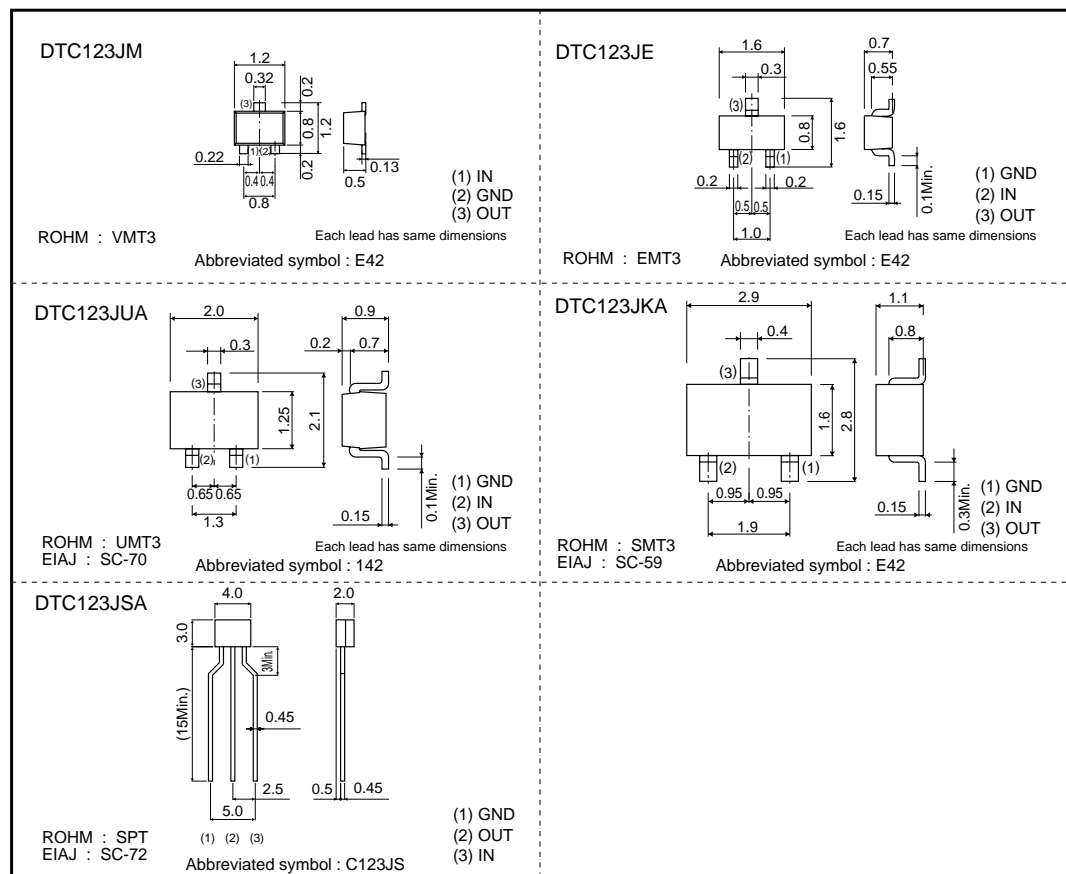 DTC123JM
1.2
0.32
0.2
(3)
0.8
1.2
(1) (2)
0.22
0.4 0.4
0.2
0.8
0.5
0.13
(1) IN
(2) GND
(3) OUT
ROHM : VMT3
Each lead has same dimensions
Abbreviated symbol : E42
DTC123JE
1.6
0.7
0.3
0.55
(3)
0.8
1.6
(2) (1)
0.2 0.2
0.5 0.5
1.0
0.15
0.1Min.
(1) GND
(2) IN
(3) OUT
Each lead has same dimensions
ROHM : EMT3
Abbreviated symbol : E42
DTC123JUA
2.0
0.9
0.3
0.2 0.7
(3)
1.25
2.1
(2) (1)
0.65 0.65
1.3
0.15
0.1Min.
(1) GND
(2) IN
(3) OUT
ROHM : UMT3
EIAJ : SC-70
Each lead has same dimensions
Abbreviated symbol : 142
DTC123JKA
2.9
1.1
0.4
0.8
(3)
1.6
2.8
(2) (1)
0.95 0.95
1.9
0.15
0.3Min.
(1) GND
(2) IN
(3) OUT
ROHM : SMT3
EIAJ : SC-59
Each lead has same dimensions
Abbreviated symbol : E42
DTC123JSA
4.0
2.0
3.0
3Min.
(15Min.)
0.45
2.5
0.5 0.45
5.0
(1) (2) (3)
(1) GND
(2) OUT
(3) IN
ROHM : SPT
EIAJ : SC-72
Abbreviated symbol : C123JS